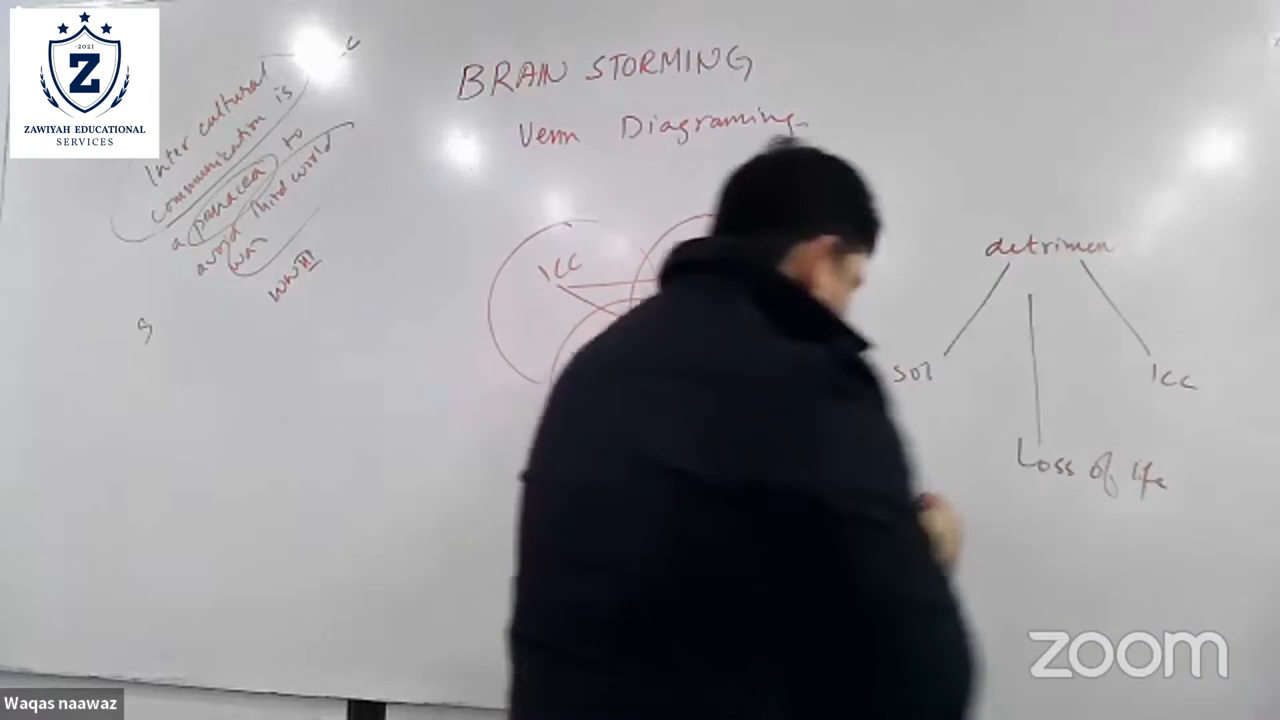 ·2021·
Z
ZAWIYAH EDUCATIONAL
SERVICES
Inter cultural
communication is
a panacea to
avoid Third world
war
WW III
BRAIN STORMING
Venn Diagraming
ICC
detrimen
ICC
Loss of life
zoom
Waqas naawaz